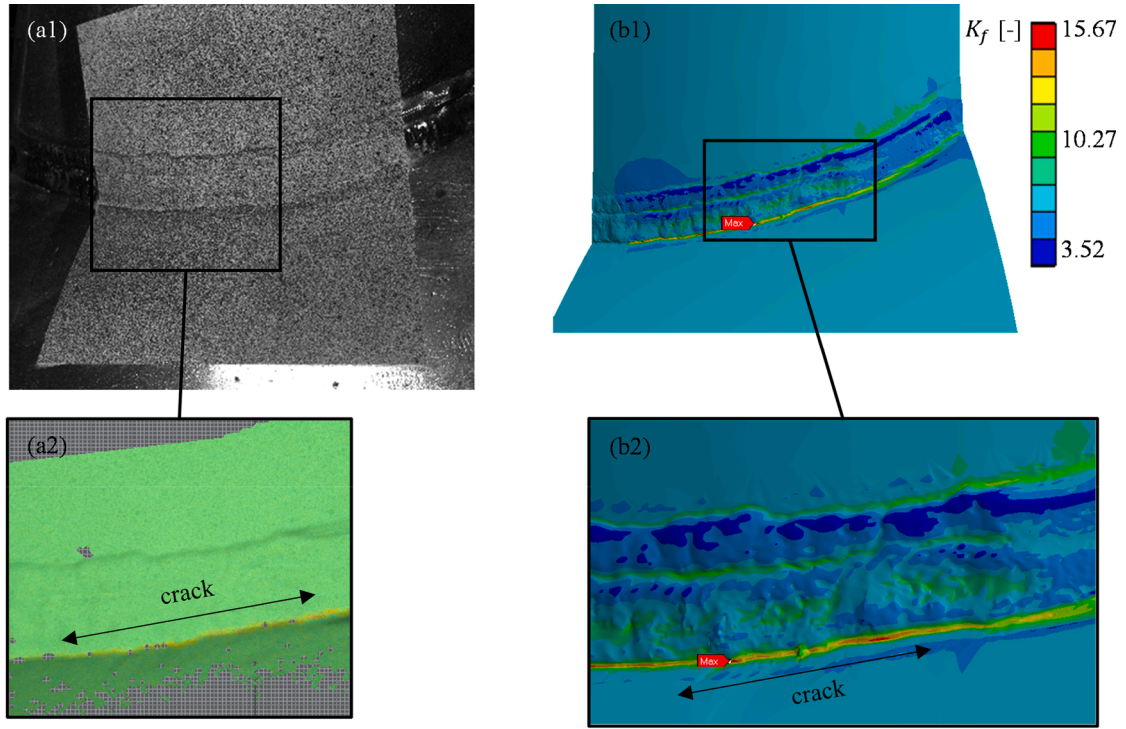 (a1)
(b1)
K_f [-]
15.67
10.27
3.52
Max
(a2)
crack
(b2)
Max
crack